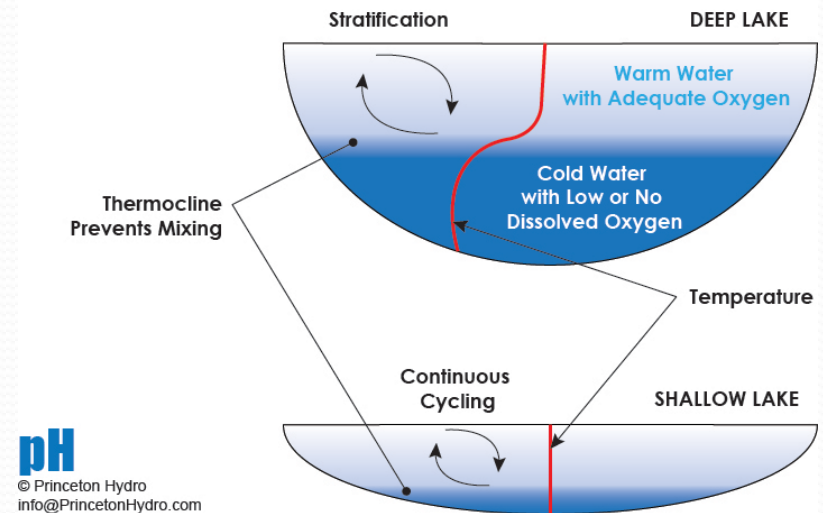 Stratification
DEEP LAKE
Warm Water
with Adequate Oxygen
Cold Water
with Low or No
Dissolved Oxygen
Thermocline
Prevents Mixing
Temperature
Continuous
Cycling
SHALLOW LAKE
pH
© Princeton Hydro
info@PrincetonHydro.com